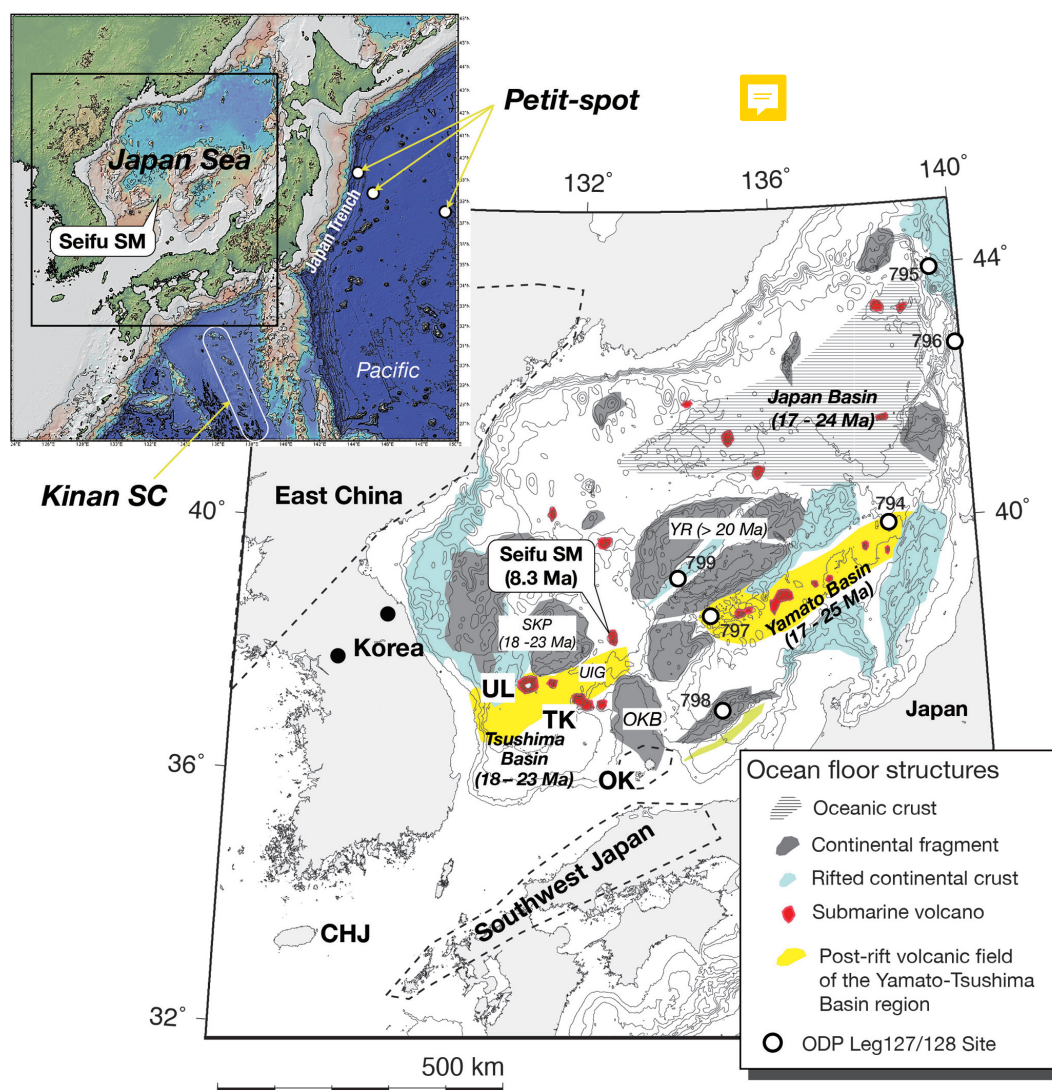 Petit-spot
Japan Sea
Seifu SM
Japan Trench
Pacific
Kinan SC
132°
136°
140°
44°
795
796
Japan Basin
(17 - 24 Ma)
East China
40°
40°
794
YR (> 20 Ma)
799
Seifu SM
(8.3 Ma)
Yamato Basin
(17 - 25 Ma)
797
SKP
(18 -23 Ma)
Korea
UIG
UL
798
TK
OKB
Japan
Tsushima
Basin
(18 – 23 Ma)
36°
OK
Southwest Japan
CHJ
32°
500 km
Ocean floor structures
Oceanic crust
Continental fragment
Rifted continental crust
Submarine volcano
Post-rift volcanic field
of the Yamato-Tsushima
Basin region
ODP Leg127/128 Site